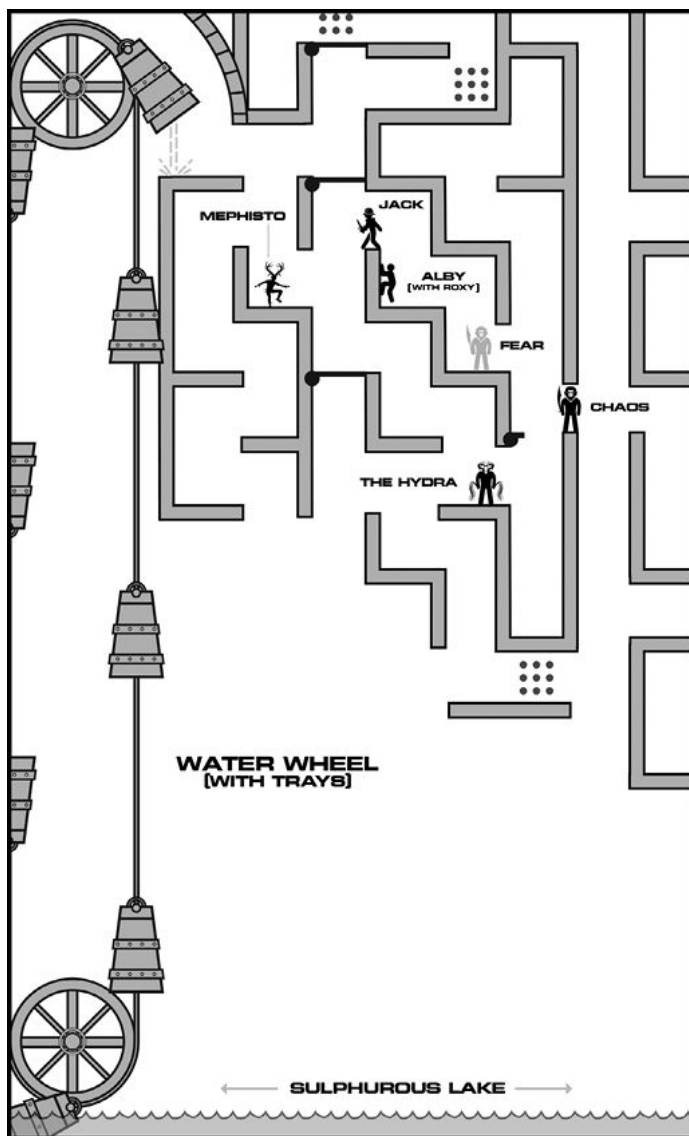 JACK
MEPHISTO
ALBY
(WITH ROXY)
FEAR
CHAOS
THE HYDRA
WATER WHEEL
(WITH TRAYS)
SULPHUROUS LAKE